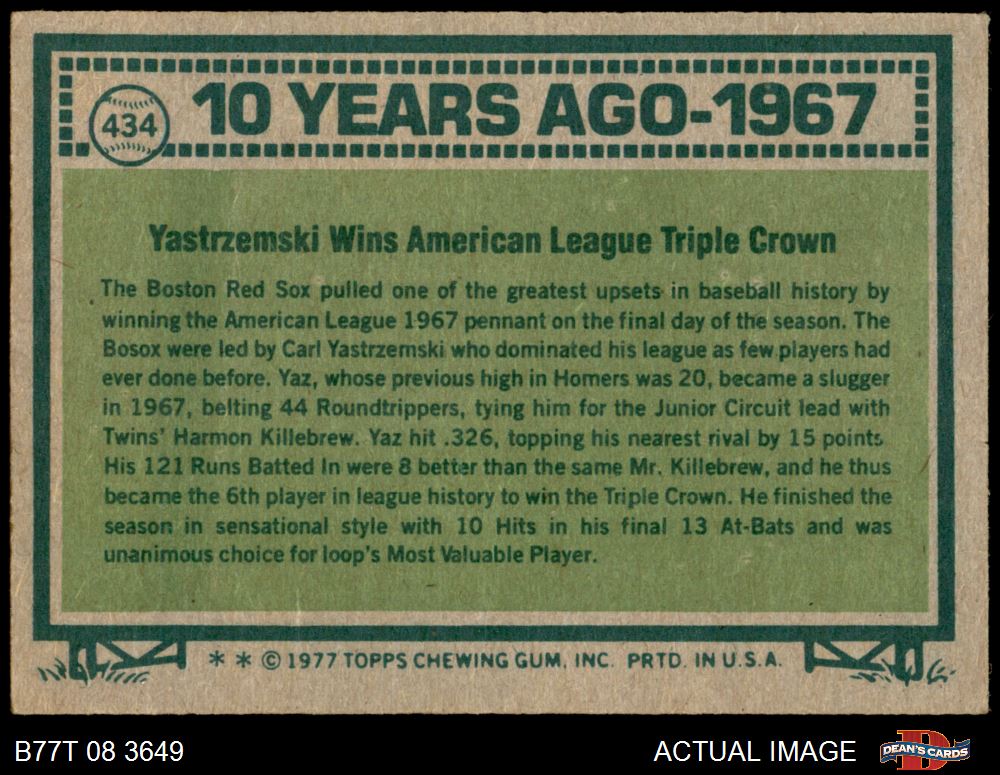 434
10 YEARS AGO-1967
Yastrzemski Wins American League Triple Crown
The Boston Red Sox pulled one of the greatest upsets in baseball history by
winning the American League 1967 pennant on the final day of the season. The
Bosox were led by Carl Yastrzemski who dominated his league as few players had
ever done before. Yaz, whose previous high in Homers was 20, became a slugger
in 1967, belting 44 Roundtrippers, tying him for the Junior Circuit lead with
Twins' Harmon Killebrew. Yaz hit .326, topping his nearest rival by 15 points.
His 121 Runs Batted In were 8 better than the same Mr. Killebrew, and he thus
became the 6th player in league history to win the Triple Crown. He finished the
season in sensational style with 10 Hits in his final 13 At-Bats and was
unanimous choice for loop's Most Valuable Player.
* * © 1977 TOPPS CHEWING GUM, INC. PRTD. IN U.S.A.
B77T 08 3649
ACTUAL IMAGE
DEAN'S CARDS